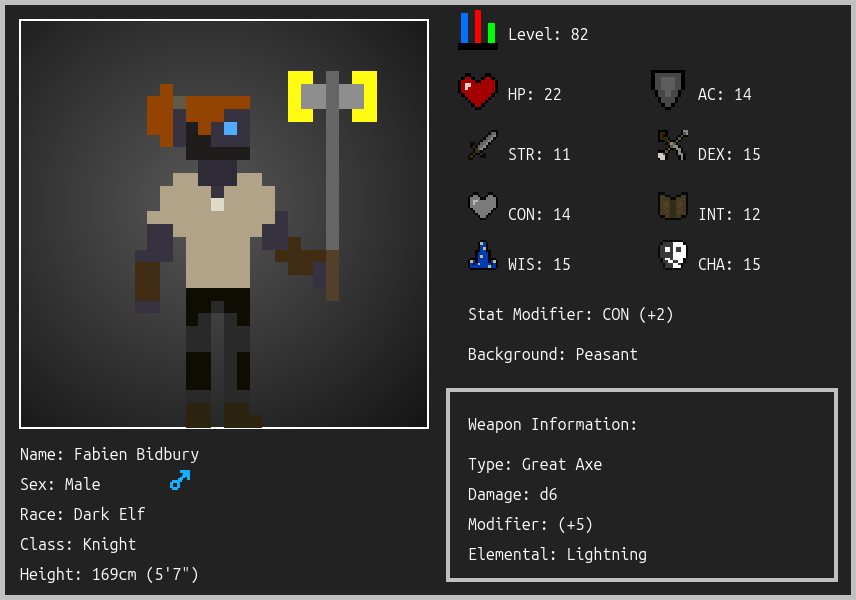 Level: 82
HP: 22 AC: 14
STR: 11 DEX: 15
CON: 14 INT: 12
WIS: 15 CHA: 15
Stat Modifier: CON (+2)
Background: Peasant
Weapon Information:
Type: Great Axe
Damage: d6
Modifier: (+5)
Elemental: Lightning
Name: Fabien Bidbury
Sex: Male
Race: Dark Elf
Class: Knight
Height: 169cm (5'7")